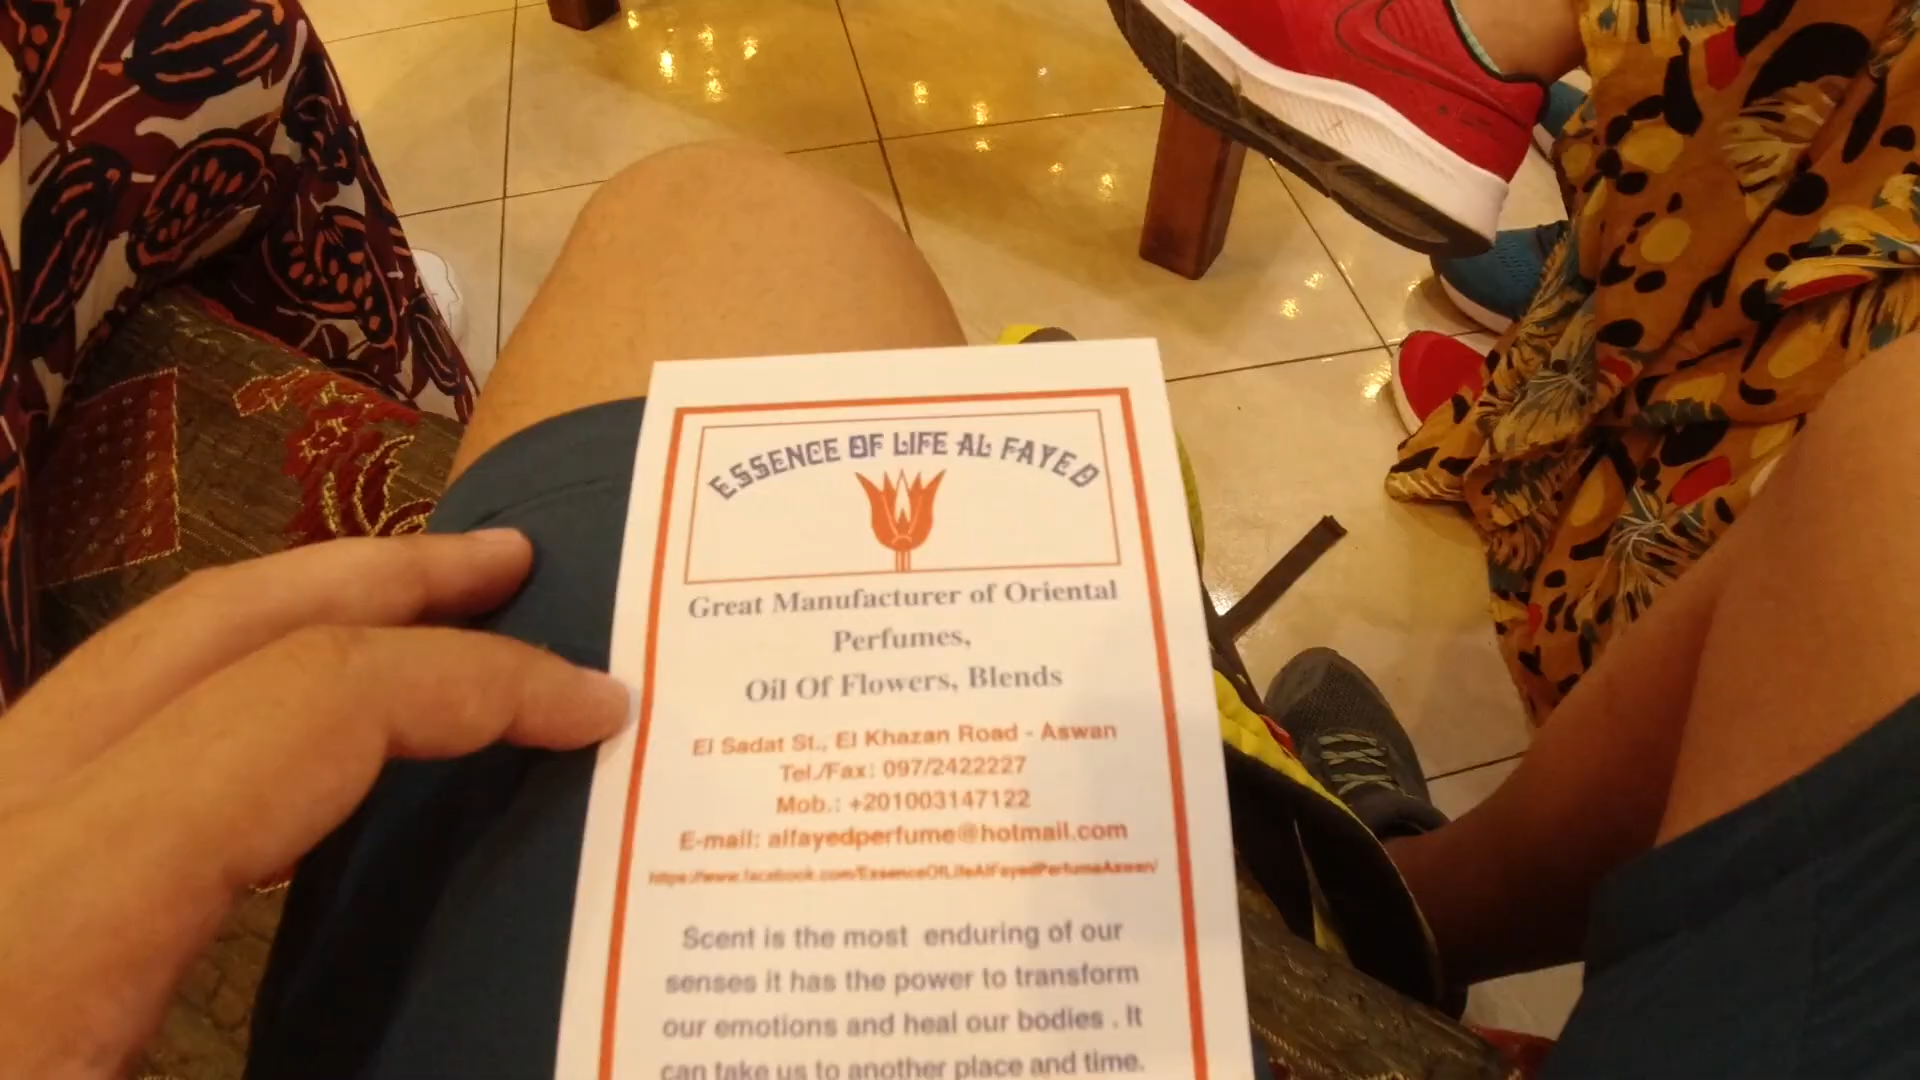 ESSENCE OF LIFE AL FAYED
Great Manufacturer of Oriental
Perfumes,
Oil Of Flowers, Blends
El Sadat St., El Khazan Road - Aswan
Tel./Fax: 097/2422227
Mob.: +201003147122
E-mail: alfayedperfume@hotmail.com
https://www.facebook.com/EssenceOfLifeAlFayedPerfumeAswan/
Scent is the most enduring of our
senses it has the power to transform
our emotions and heal our bodies . It
can take us to another place and time.